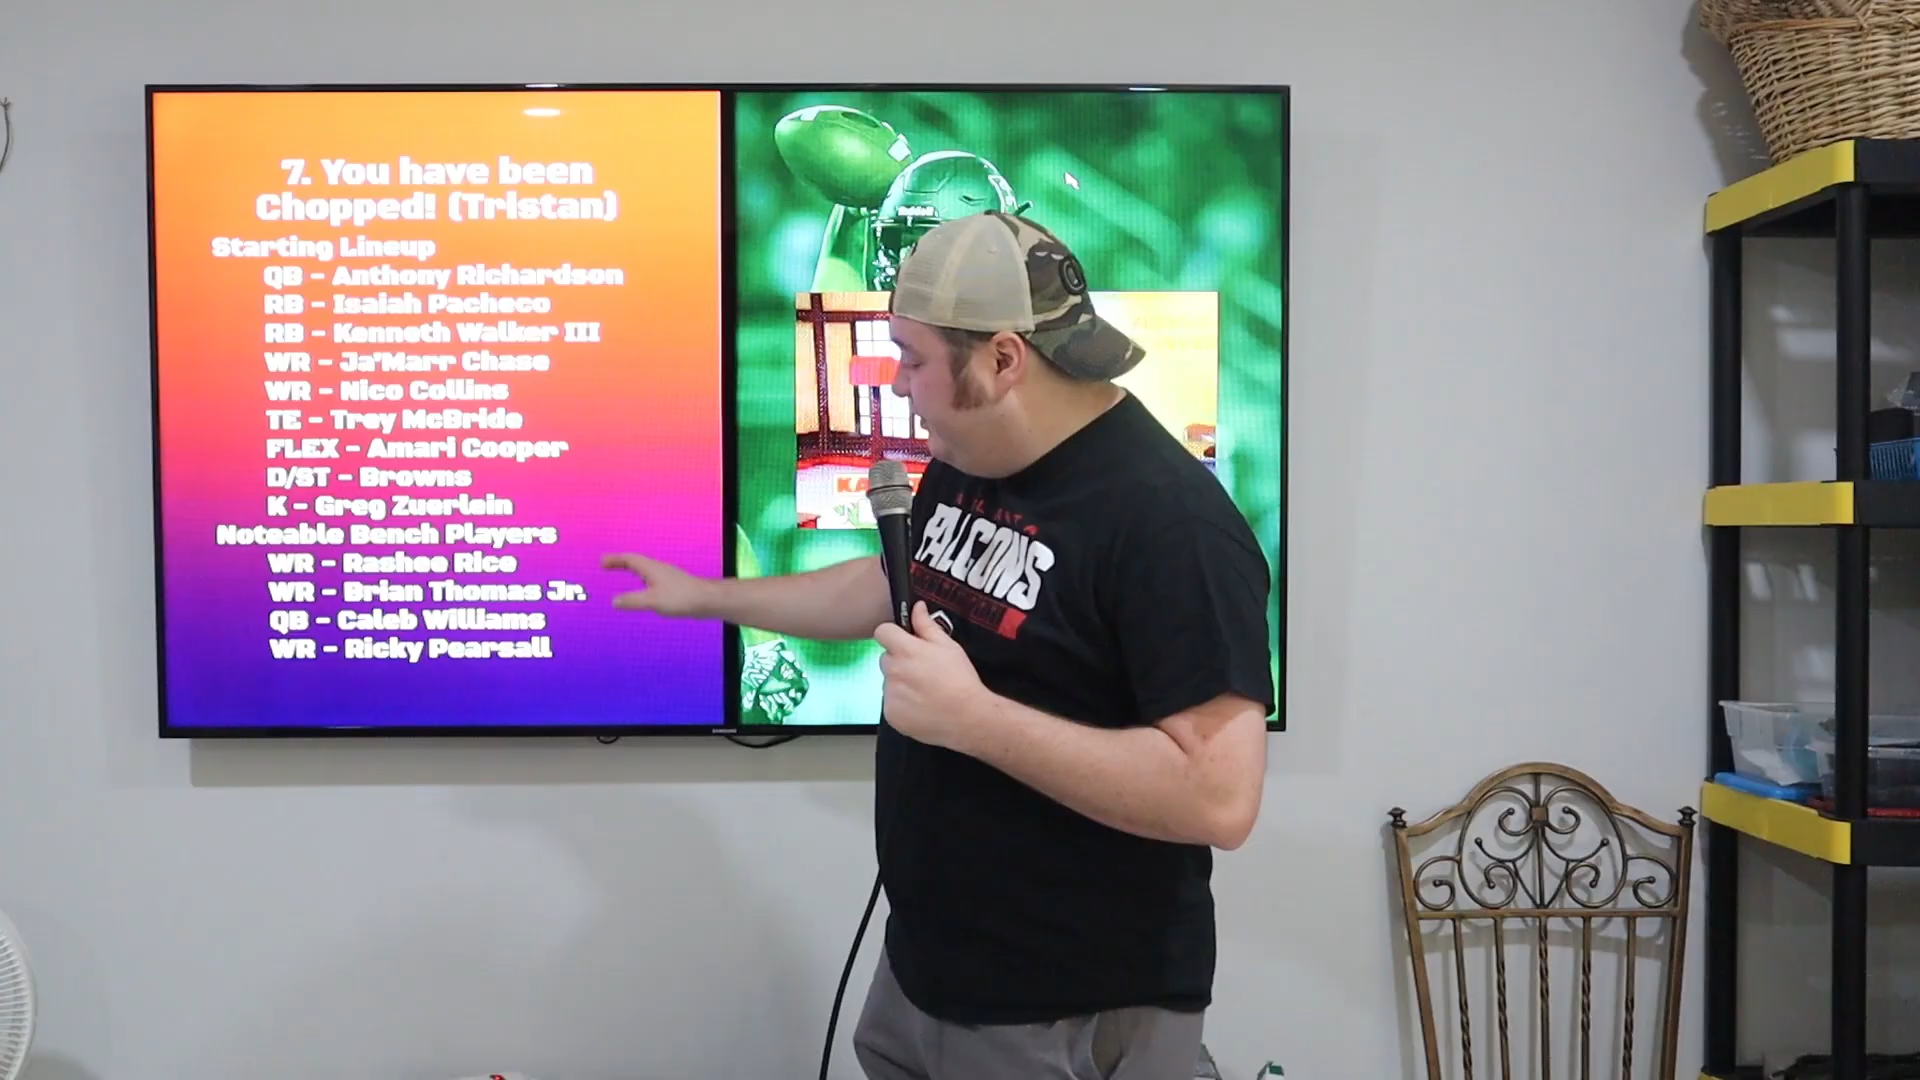 7. You have been
Chopped! (Tristan)
Starting Lineup
QB - Anthony Richardson
RB - Isaiah Pacheco
RB - Kenneth Walker III
WR - Ja'Marr Chase
WR - Nico Collins
TE - Trey McBride
FLEX - Amari Cooper
D/ST - Browns
K - Greg Zuerlein
Noteable Bench Players
WR - Rashee Rice
WR - Brian Thomas Jr.
QB - Caleb Williams
WR - Ricky Pearsall
Riddell
FALCONS
SAMSUNG